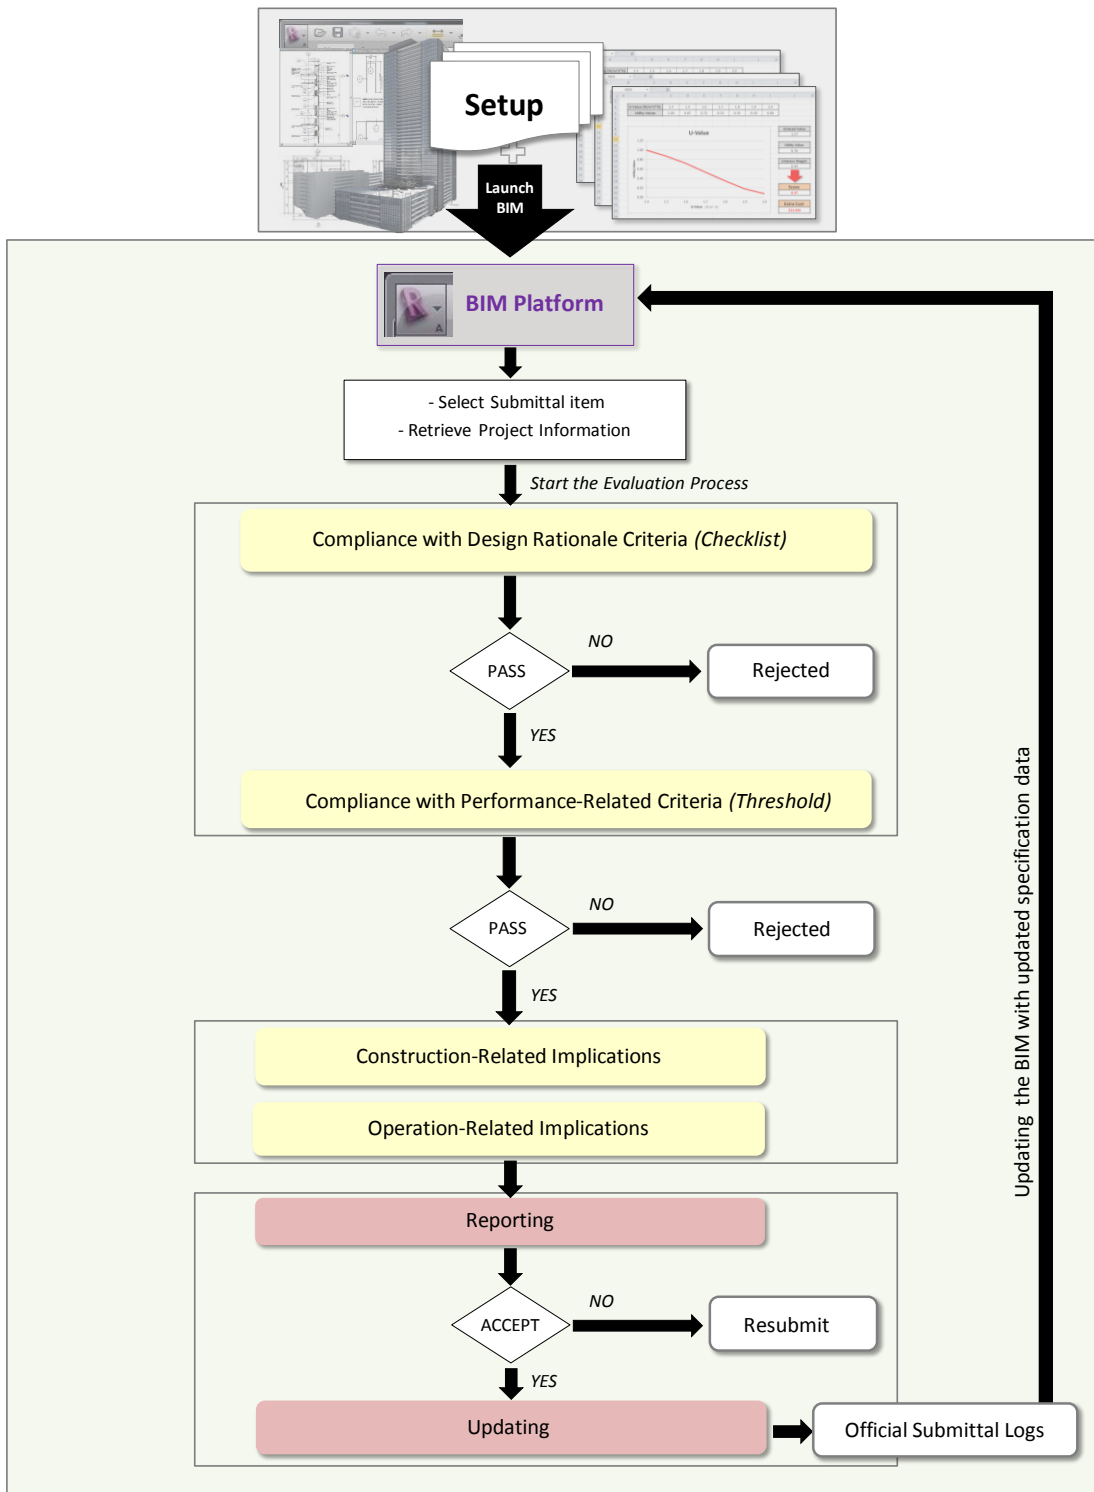 Setup
U-Value
Launch
BIM
BIM Platform
- Select Submittal item
- Retrieve Project Information
Start the Evaluation Process
Compliance with Design Rationale Criteria (Checklist)
PASS
NO
Rejected
YES
Compliance with Performance-Related Criteria (Threshold)
PASS
NO
Rejected
YES
Construction-Related Implications
Operation-Related Implications
Reporting
ACCEPT
NO
Resubmit
YES
Updating
Official Submittal Logs
Updating the BIM with updated specification data